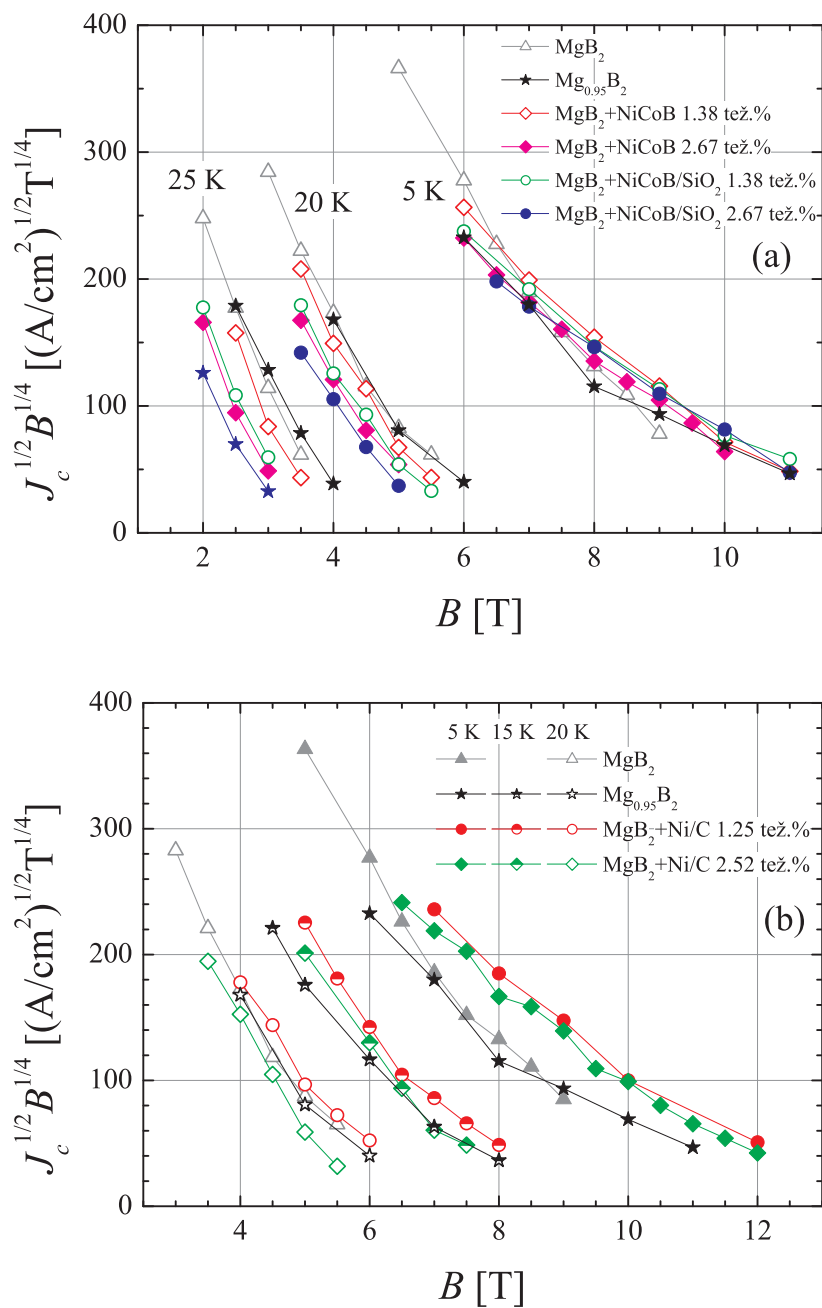 400
300
200
100
0
J_c^{1/2}B^{1/4} [(A/cm^2)^{1/2}T^{1/4}]
25 K
20 K
5 K
MgB_2
Mg_{0.95}B_2
MgB_2+NiCoB 1.38 tež.%
MgB_2+NiCoB 2.67 tež.%
MgB_2+NiCoB/SiO_2 1.38 tež.%
MgB_2+NiCoB/SiO_2 2.67 tež.%
(a)
2 4 6 8 10
B [T]
400
300
200
100
0
J_c^{1/2}B^{1/4} [(A/cm^2)^{1/2}T^{1/4}]
5 K 15 K 20 K
MgB_2
Mg_{0.95}B_2
MgB_2+Ni/C 1.25 tež.%
MgB_2+Ni/C 2.52 tež.%
(b)
4 6 8 10 12
B [T]